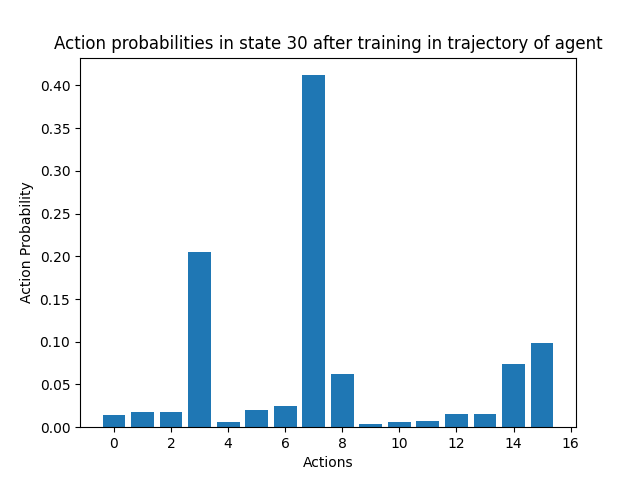 Action probabilities in state 30 after training in trajectory of agent
0.40
0.35
0.30
0.25
0.20
0.15
0.10
0.05
0.00
Action Probability
0 2 4 6 8 10 12 14 16
Actions